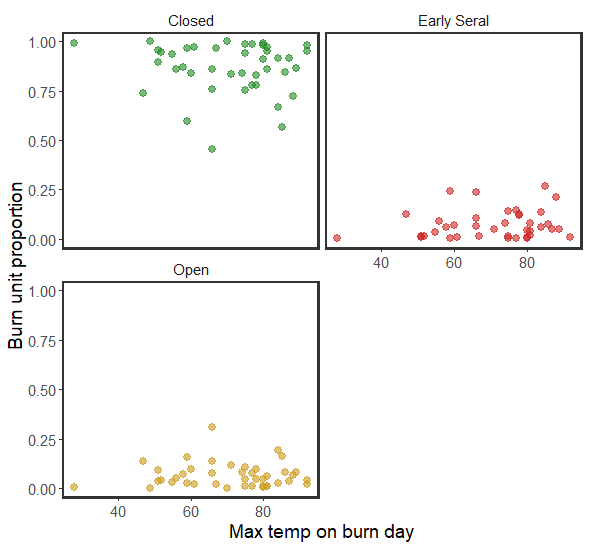 Closed
Early Seral
1.00
0.75
0.50
0.25
0.00
40 60 80
Open
1.00
0.75
0.50
0.25
0.00
40 60 80
Burn unit proportion
Max temp on burn day